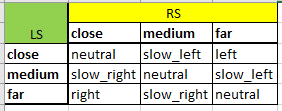 LS RS
close medium far
close neutral slow_left left
medium slow_right neutral slow_left
far right slow_right neutral